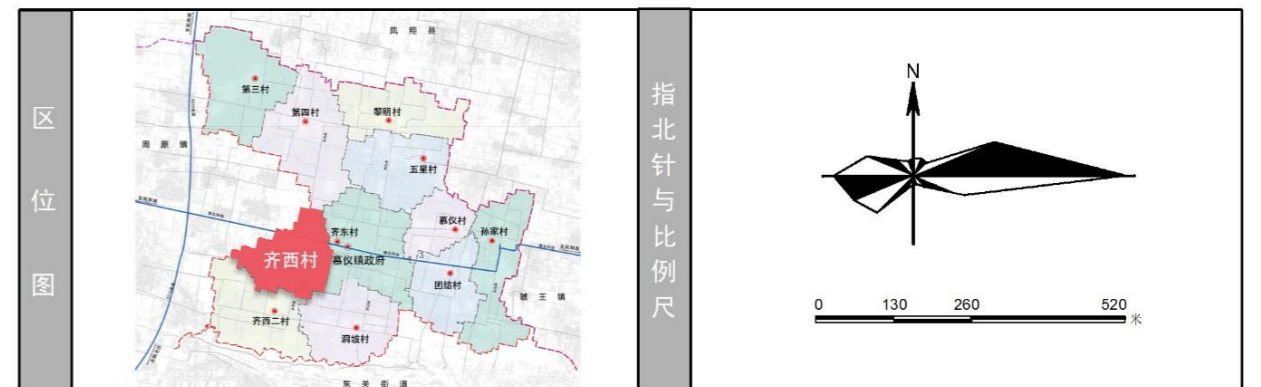 区位图
凤翔县
第三村
第四村
黎明村
周原镇
五星村
慕仪村
孙家村
齐东村
齐西村
慕仪镇政府
团结村
虢王镇
齐西二村
洞坡村
东关街道
指北针与比例尺
N
0 130 260 520
米